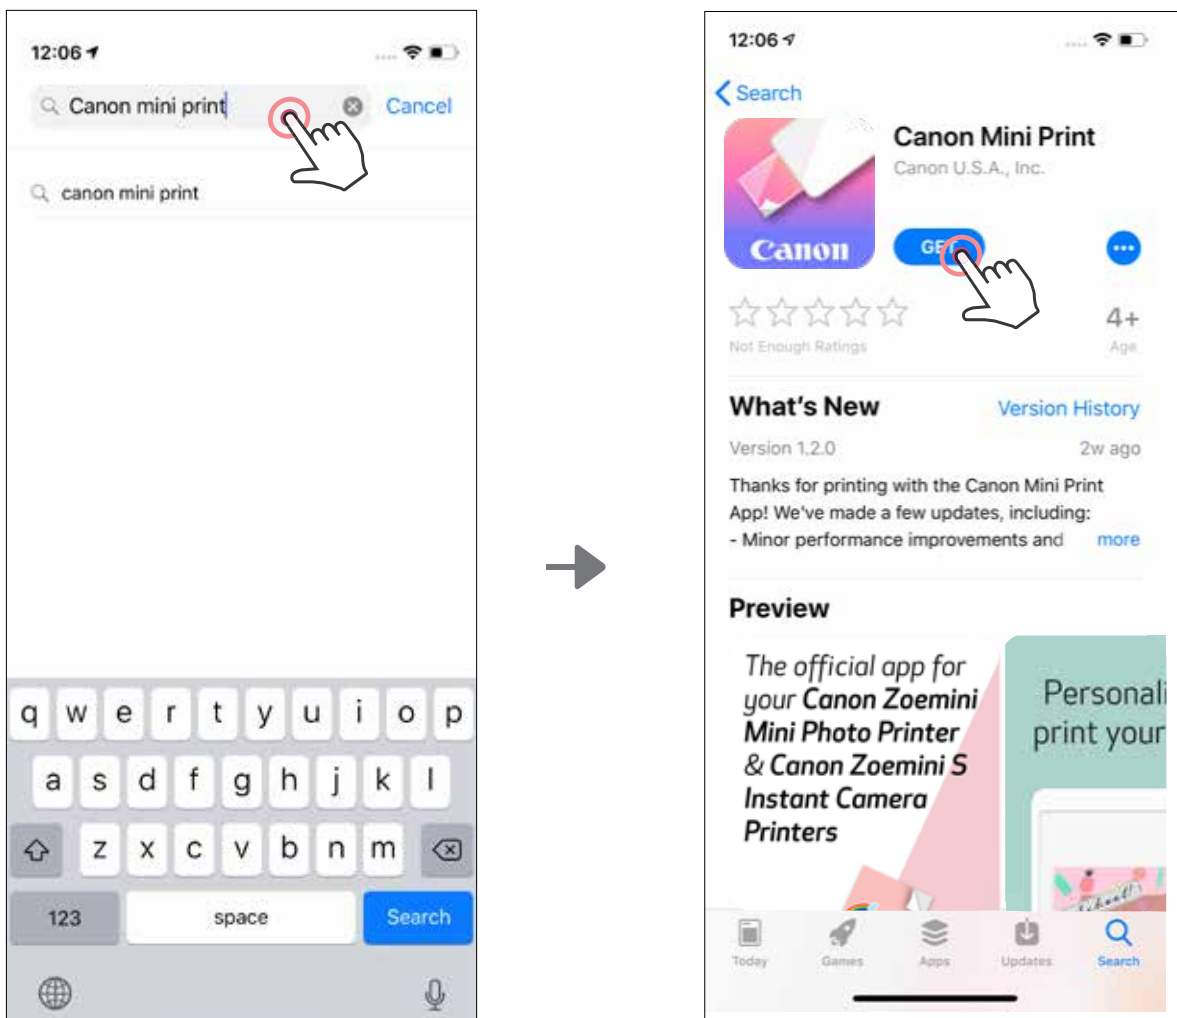 12:06
Canon mini print
Cancel
canon mini print
q w e r t y u i o p
a s d f g h j k l
z x c v b n m
123 space Search
12:06
Search
Canon Mini Print
Canon U.S.A., Inc.
Canon
GET
Not Enough Ratings
4+
Age
What's New
Version History
Version 1.2.0
2w ago
Thanks for printing with the Canon Mini Print
App! We've made a few updates, including:
- Minor performance improvements and more
Preview
The official app for
your Canon Zoemini
Mini Photo Printer
& Canon Zoemini S
Instant Camera
Printers
Personali
print your
Today Games Apps Updates Search